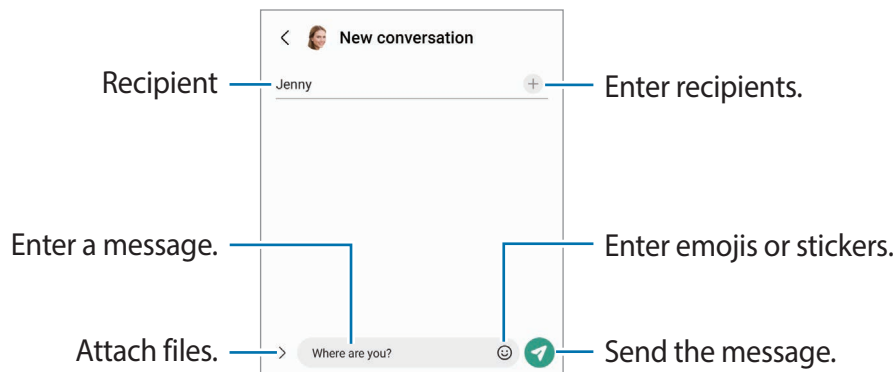 New conversation
Recipient
Jenny
Enter recipients.
Enter a message.
Enter emojis or stickers.
Attach files.
Where are you?
Send the message.